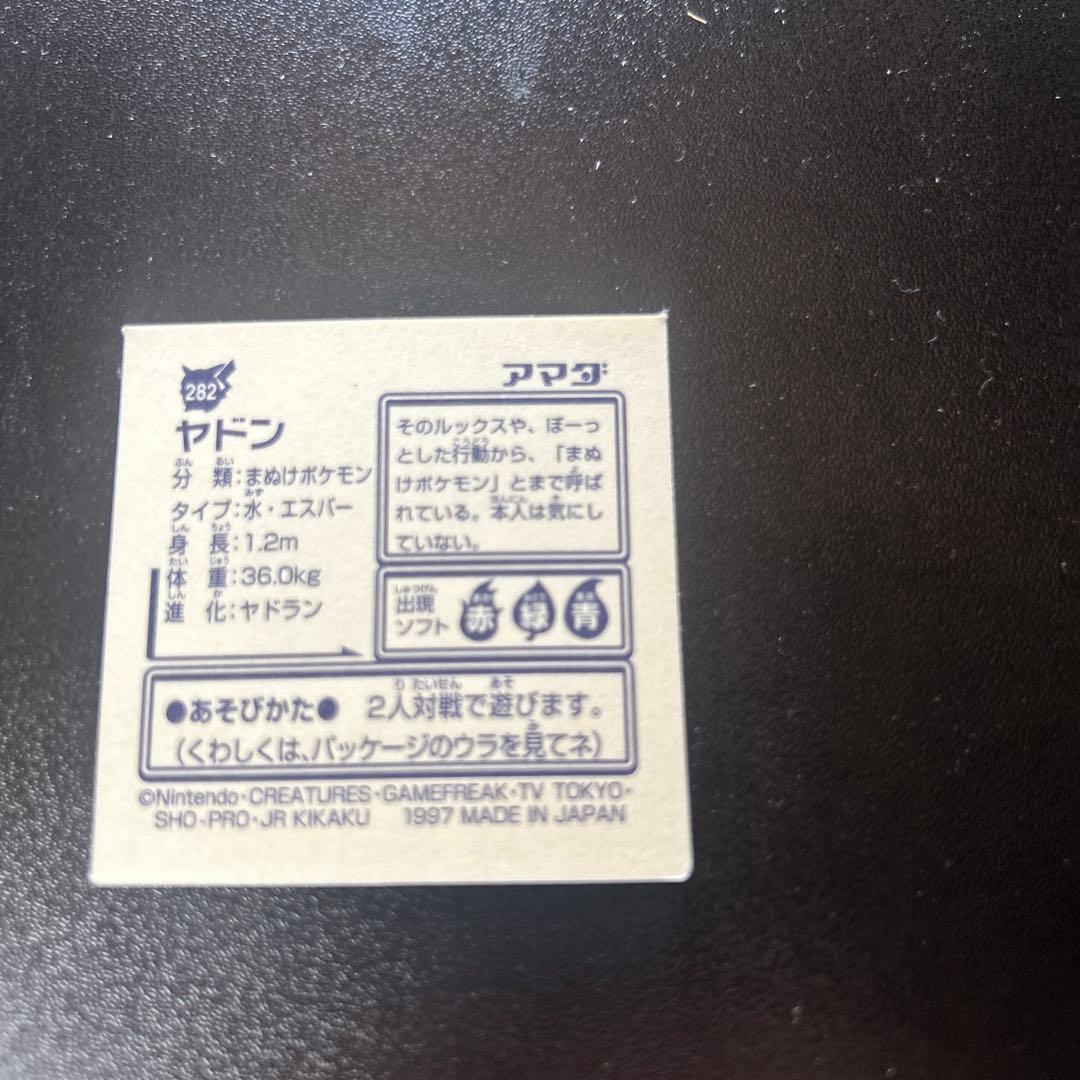 282
アマダ
ヤドン
分類:まぬけポケモン
タイプ:水・エスパー
身長:1.2m
体重:36.0kg
進化:ヤドラン
そのルックスや、ぼーっ
とした行動から、「まぬ
けポケモン」とまで呼ば
れている。本人は気にし
ていない。
出現
ソフト
赤 緑 青
●あそびかた● 2人対戦で遊びます。
(くわしくは、パッケージのウラを見てネ)
©Nintendo・CREATURES・GAMEFREAK・TV TOKYO・
SHO-PRO・JR KIKAKU 1997 MADE IN JAPAN